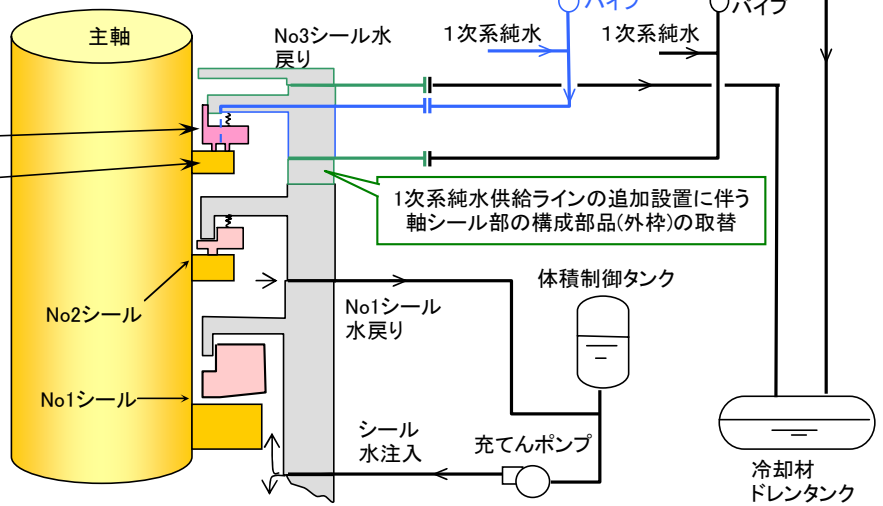 パイプ
パイプ
主軸
No3シール水
戻り
1次系純水
1次系純水
1次系純水供給ラインの追加設置に伴う
軸シール部の構成部品(外枠)の取替
体積制御タンク
No1シール
水戻り
No2シール
No1シール
シール
水注入
充てんポンプ
冷却材
ドレンタンク